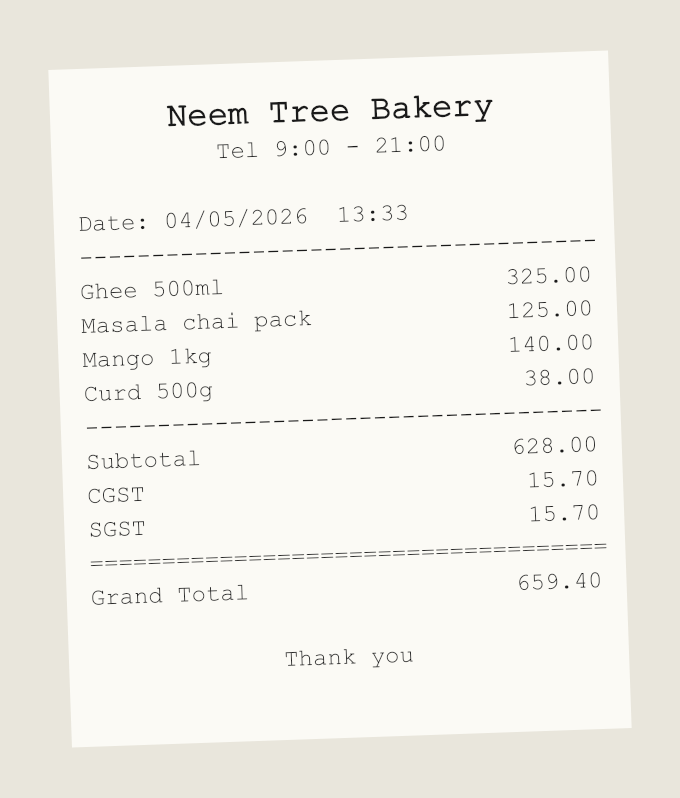 Neem Tree Bakery
Tel 9:00 - 21:00
Date: 04/05/2026  13:33
------------------------------------
Ghee 500ml 325.00
Masala chai pack 125.00
Mango 1kg 140.00
Curd 500g 38.00
------------------------------------
Subtotal 628.00
CGST 15.70
SGST 15.70
====================================
Grand Total 659.40
Thank you